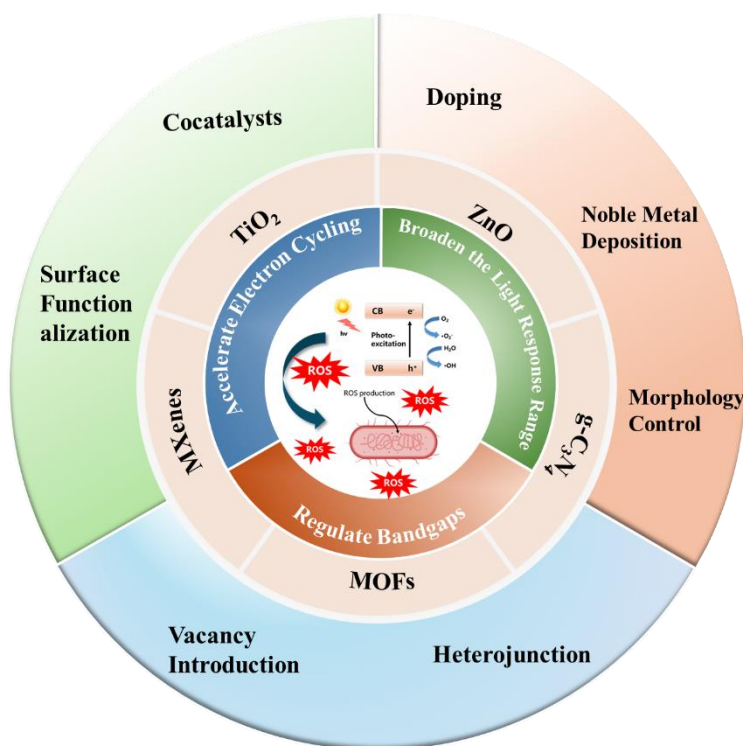 Cocatalysts
Doping
Noble Metal
Deposition
Surface
Function
alization
Morphology
Control
Vacancy
Introduction
Heterojunction
TiO₂
ZnO
MXenes
g-C₃N₄
MOFs
Accelerate Electron Cycling
Broaden the Light Response Range
Regulate Bandgaps
hv
CB e⁻
Photo-
excitation
VB h⁺
O₂
·O₂⁻
H₂O
·OH
ROS
ROS production
ROS
ROS
ROS